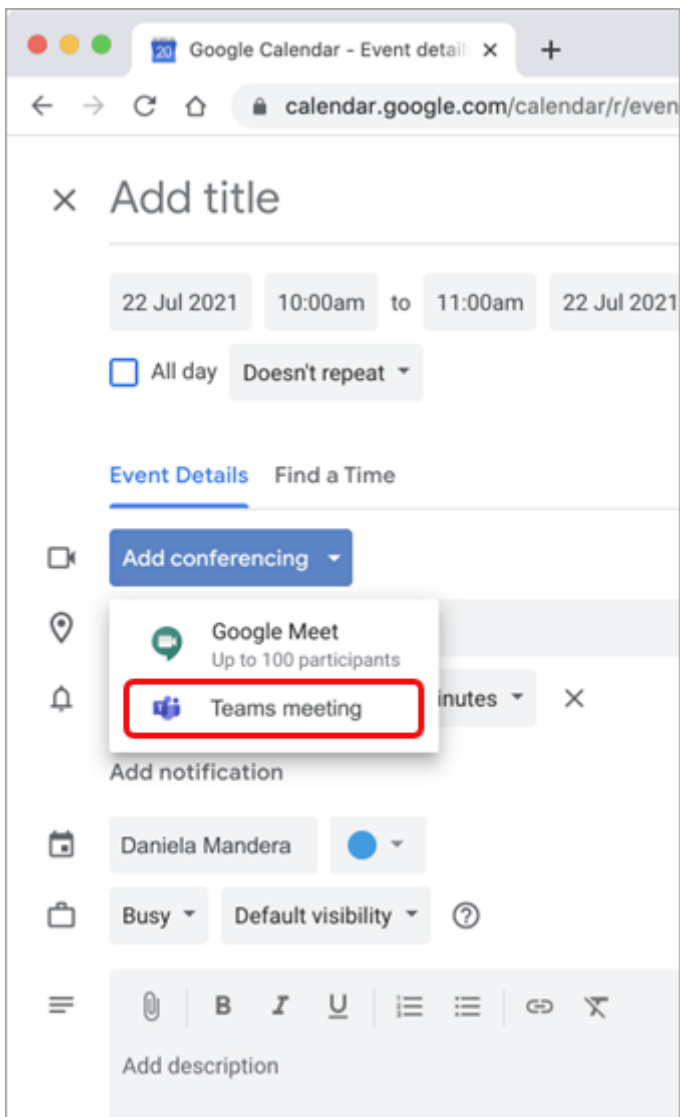 20 Google Calendar - Event detail
calendar.google.com/calendar/r/even
Add title
22 Jul 2021 10:00am to 11:00am 22 Jul 2021
All day Doesn't repeat
Event Details Find a Time
Add conferencing
Google Meet
Up to 100 participants
Teams meeting inutes
Add notification
Daniela Mandera
Busy Default visibility ?
B I U
Add description